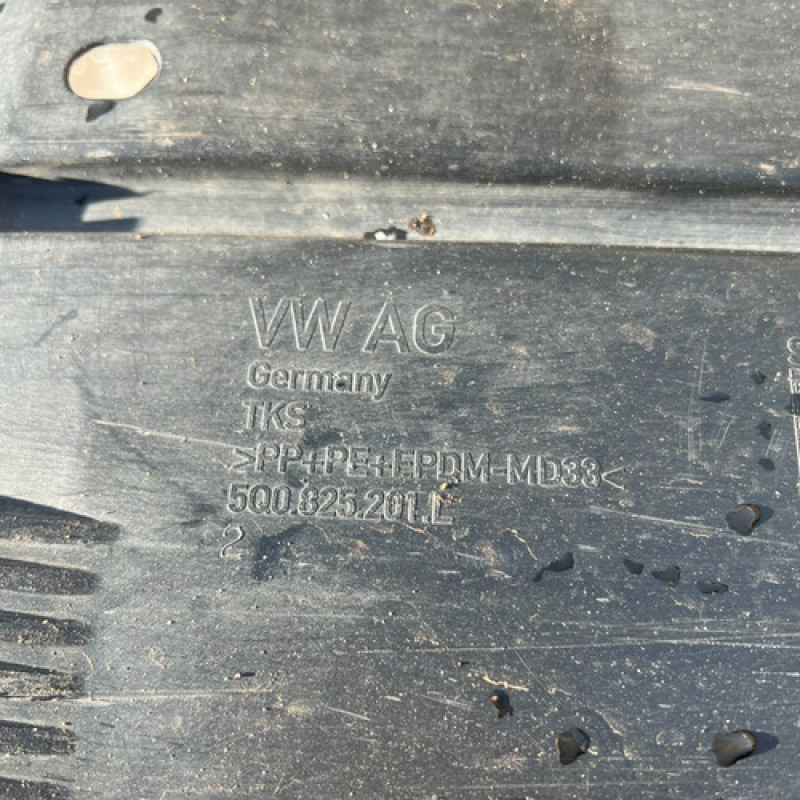 VW AG
Germany
TKS
>PP+PE+EPDM-MD33<
5Q0.825.201.E
2